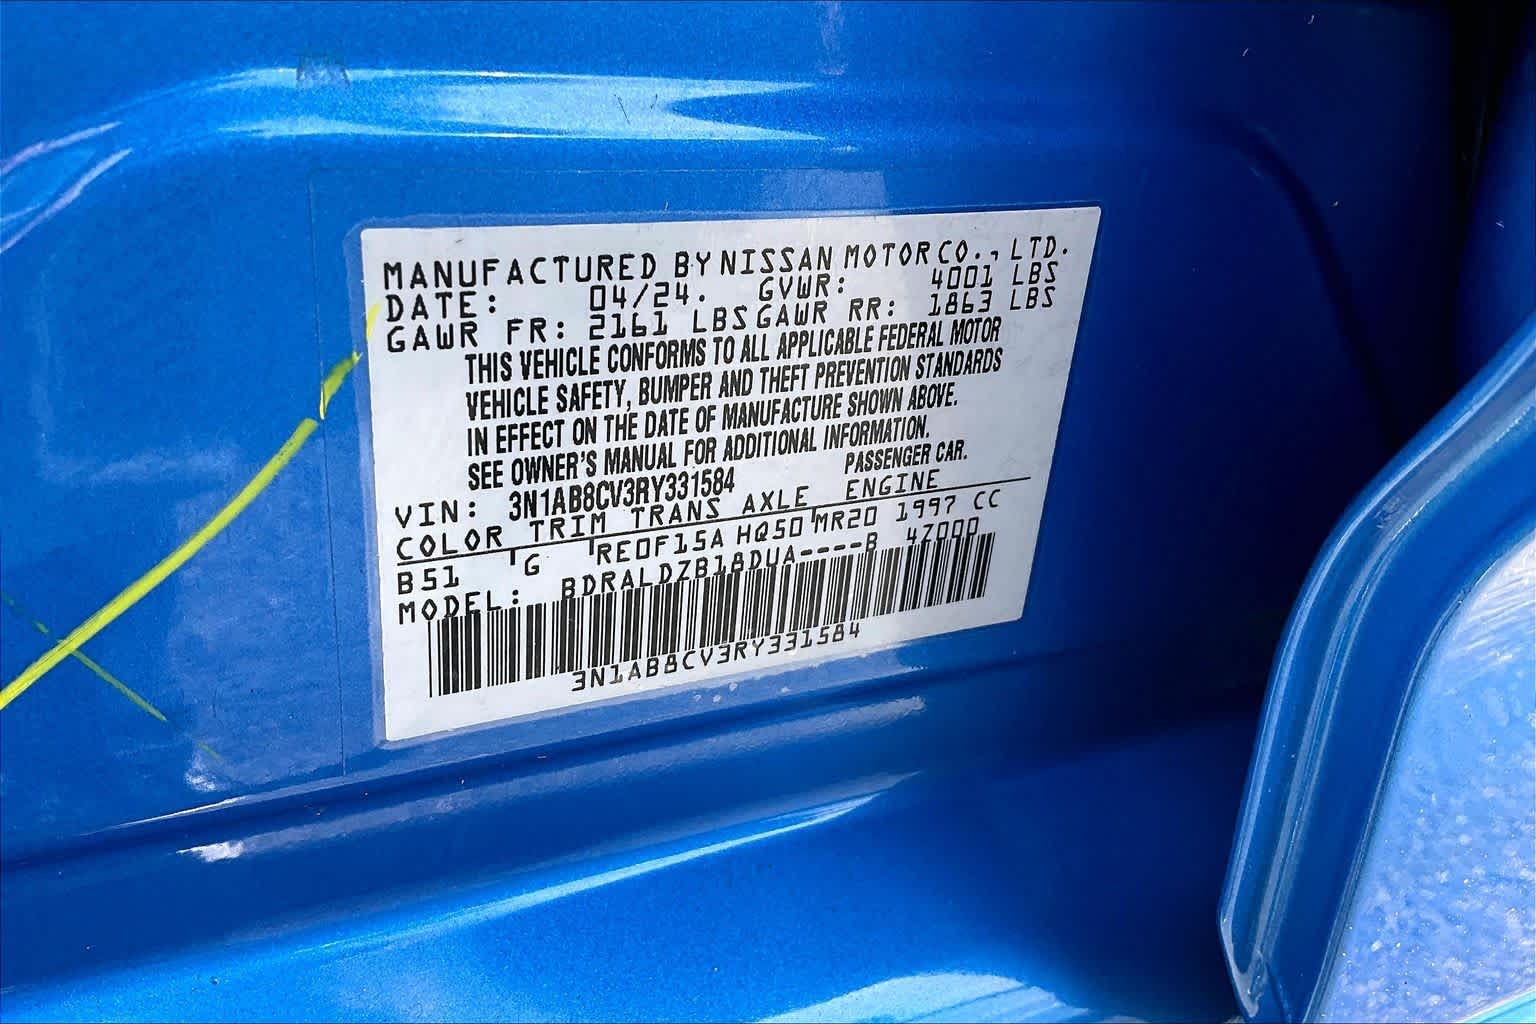 MANUFACTURED BY NISSAN MOTOR CO., LTD.
DATE: 04/24. GVWR: 4001 LBS
GAWR FR: 2161 LBS GAWR RR: 1863 LBS
THIS VEHICLE CONFORMS TO ALL APPLICABLE FEDERAL MOTOR
VEHICLE SAFETY, BUMPER AND THEFT PREVENTION STANDARDS
IN EFFECT ON THE DATE OF MANUFACTURE SHOWN ABOVE.
SEE OWNER'S MANUAL FOR ADDITIONAL INFORMATION.
VIN: 3N1AB8CV3RY331584 PASSENGER CAR.
COLOR TRIM TRANS AXLE ENGINE
B51 G RE0F15A HQ50 MR20 1997 CC
MODEL: BDRALDZB18DUA----B 47000
3N1AB8CV3RY331584